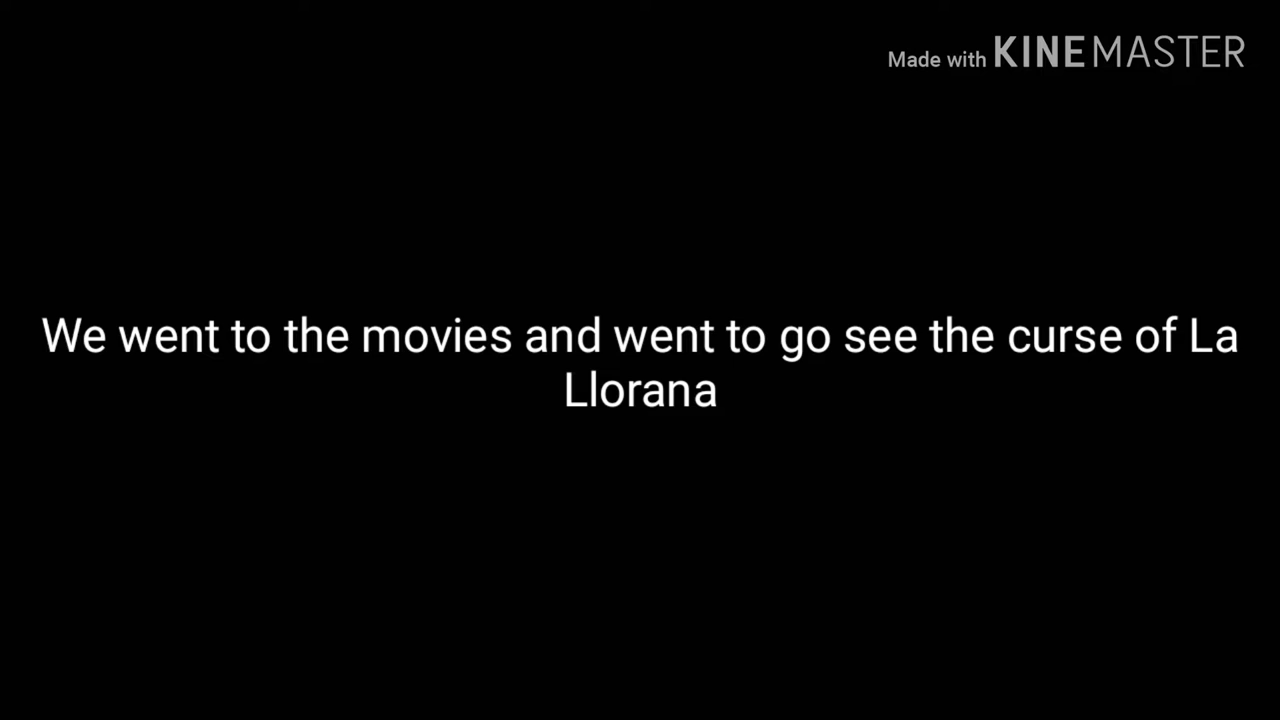 Made with KINEMASTER
We went to the movies and went to go see the curse of La
Llorana